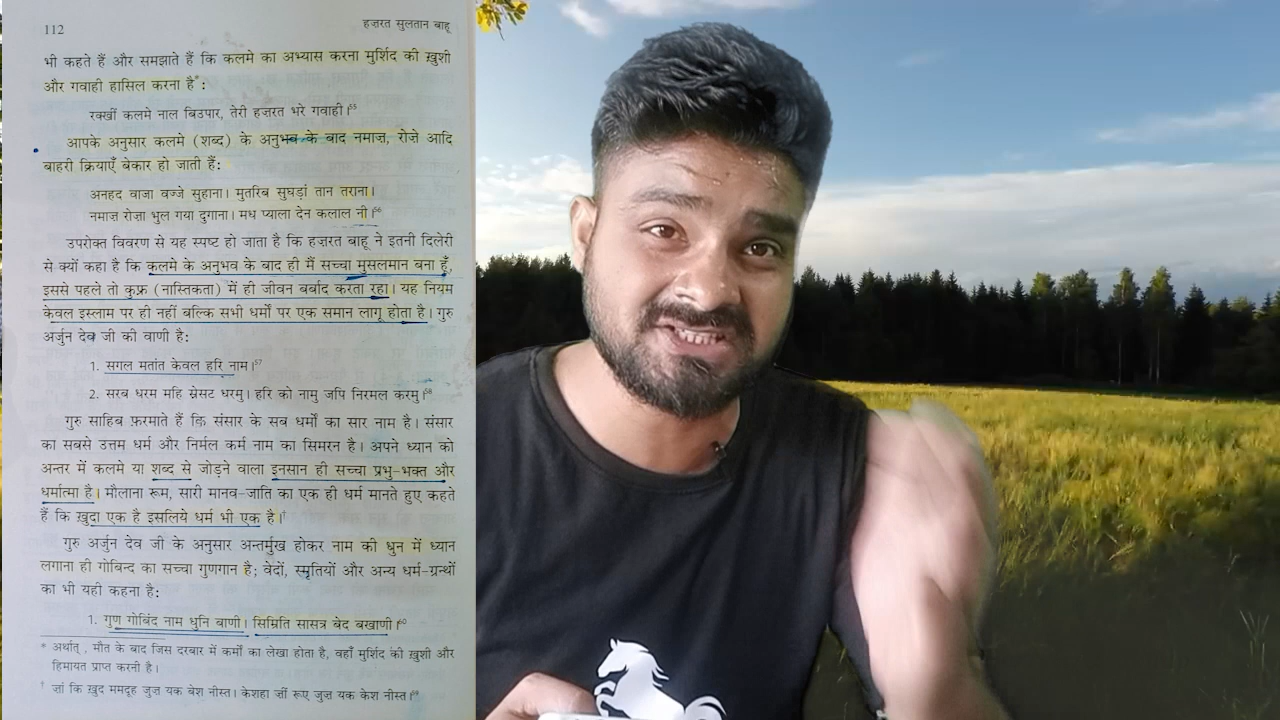 112
हज़रत सुलतान बाहू
भी कहते हैं और समझाते हैं कि कलमे का अभ्यास करना मुर्शिद की ख़ुशी
और गवाही हासिल करना है*:
रक्खीं कलमे नाल बिउपार, तेरी हज़रत भरे गवाही।⁵⁵
आपके अनुसार कलमे (शब्द) के अनुभव के बाद नमाज़, रोज़े आदि
बाहरी क्रियाएँ बेकार हो जाती हैं:
अनहद वाजा वज्जे सुहाना। मुतरिब सुघड़ां तान तराना।
नमाज़ रोज़ा भुल गया दुगाना। मध प्याला देन कलाल नी।⁵⁶
उपरोक्त विवरण से यह स्पष्ट हो जाता है कि हज़रत बाहू ने इतनी दिलेरी
से क्यों कहा है कि कलमे के अनुभव के बाद ही मैं सच्चा मुसलमान बना हूँ,
इससे पहले तो कुफ़्र (नास्तिकता) में ही जीवन बर्बाद करता रहा। यह नियम
केवल इस्लाम पर ही नहीं बल्कि सभी धर्मों पर एक समान लागू होता है। गुरु
अर्जुन देव जी की वाणी है:
1. सगल मतांत केवल हरि नाम।⁵⁷
2. सरब धरम महि स्रेसट धरमु। हरि को नामु जपि निरमल करमु।⁵⁸
गुरु साहिब फ़रमाते हैं कि संसार के सब धर्मों का सार नाम है। संसार
का सबसे उत्तम धर्म और निर्मल कर्म नाम का सिमरन है। अपने ध्यान को
अन्तर में कलमे या शब्द से जोड़ने वाला इनसान ही सच्चा प्रभु-भक्त और
धर्मात्मा है। मौलाना रूम, सारी मानव-जाति का एक ही धर्म मानते हुए कहते
हैं कि ख़ुदा एक है इसलिये धर्म भी एक है।†
गुरु अर्जुन देव जी के अनुसार अन्तर्मुख होकर नाम की धुन में ध्यान
लगाना ही गोबिन्द का सच्चा गुणगान है; वेदों, स्मृतियों और अन्य धर्म-ग्रन्थों
का भी यही कहना है:
1. गुण गोबिंद नाम धुनि बाणी। सिम्रिति सासत्र बेद बखाणी।⁶⁰
* अर्थात्, मौत के बाद जिस दरबार में कर्मों का लेखा होता है, वहाँ मुर्शिद की ख़ुशी और
हिमायत प्राप्त करनी है।
† ज़ां कि ख़ुद ममदूह जुज़ यक बेश नीस्त। केशहा ज़ीं रूए जुज़ यक केश नीस्त।⁵⁹